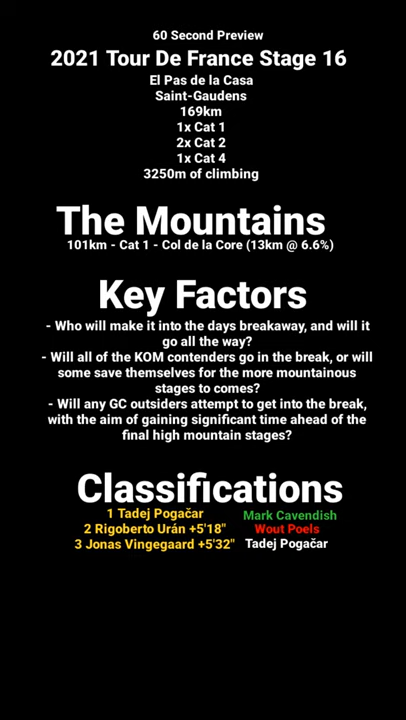 60 Second Preview
2021 Tour De France Stage 16
El Pas de la Casa
Saint-Gaudens
169km
1x Cat 1
2x Cat 2
1x Cat 4
3250m of climbing
The Mountains
101km - Cat 1 - Col de la Core (13km @ 6.6%)
Key Factors
- Who will make it into the days breakaway, and will it
go all the way?
- Will all of the KOM contenders go in the break, or will
some save themselves for the more mountainous
stages to comes?
- Will any GC outsiders attempt to get into the break,
with the aim of gaining significant time ahead of the
final high mountain stages?
Classifications
1 Tadej Pogačar
2 Rigoberto Urán +5'18"
3 Jonas Vingegaard +5'32"
Mark Cavendish
Wout Poels
Tadej Pogačar